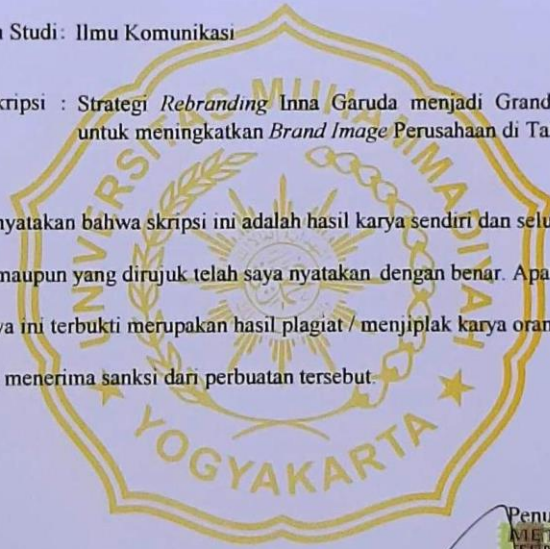 Studi: Ilmu Komunikasi
kripsi : Strategi Rebranding Inna Garuda menjadi Grand
untuk meningkatkan Brand Image Perusahaan di Ta
nyatakan bahwa skripsi ini adalah hasil karya sendiri dan selu
maupun yang dirujuk telah saya nyatakan dengan benar. Apa
ya ini terbukti merupakan hasil plagiat / menjiplak karya oran
menerima sanksi dari perbuatan tersebut.
UNIVERSITAS MUHAMMADIYAH
YOGYAKARTA
Penu